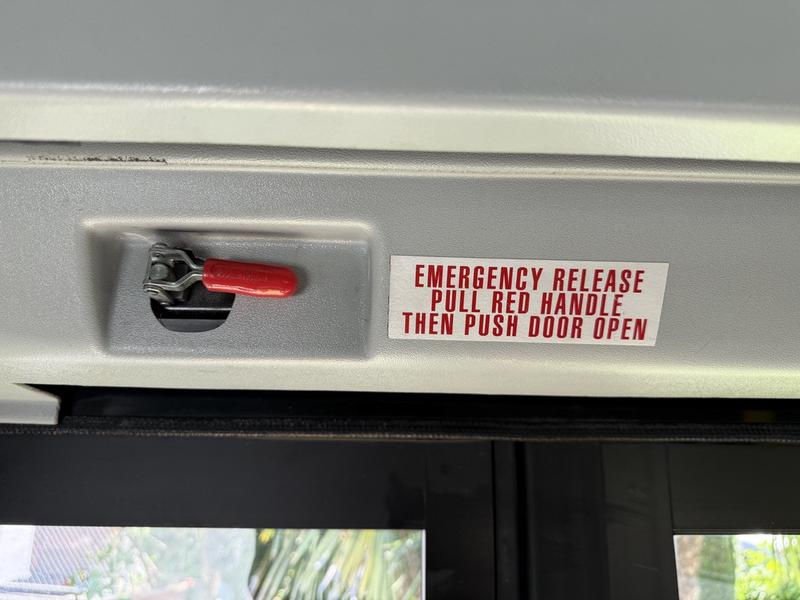 EMERGENCY RELEASE
PULL RED HANDLE
THEN PUSH DOOR OPEN